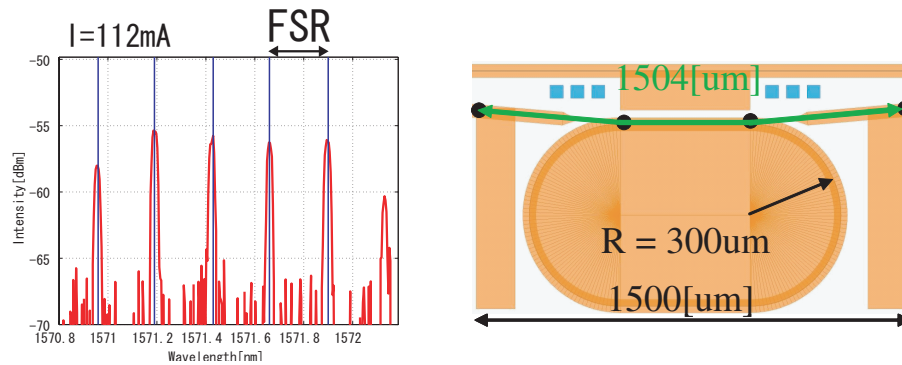 I=112mA
FSR
-50
-55
-60
-65
-70
Intensity[dBm]
1570.8
1571
1571.2
1571.4
1571.6
1571.8
1572
Wavelength[nm]
1504[um]
R = 300um
1500[um]